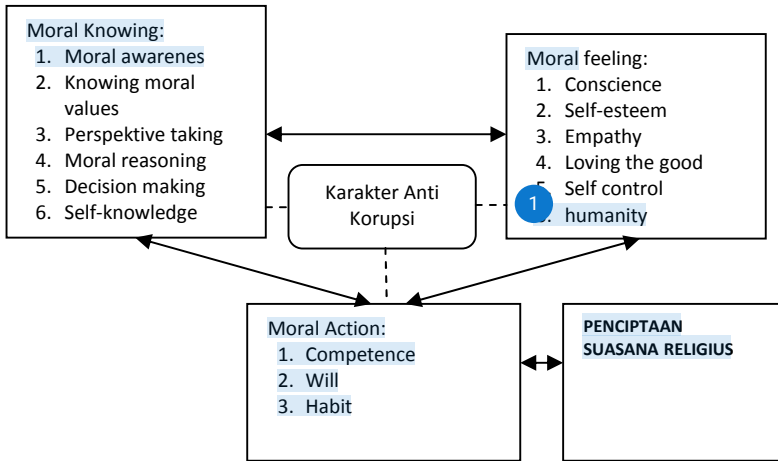 Moral Knowing:
1. Moral awarenes
2. Knowing moral
values
3. Perspektive taking
4. Moral reasoning
5. Decision making
6. Self-knowledge
Moral feeling:
1. Conscience
2. Self-esteem
3. Empathy
4. Loving the good
Self control
humanity
1
Karakter Anti
Korupsi
Moral Action:
1. Competence
2. Will
3. Habit
PENCIPTAAN
SUASANA RELIGIUS